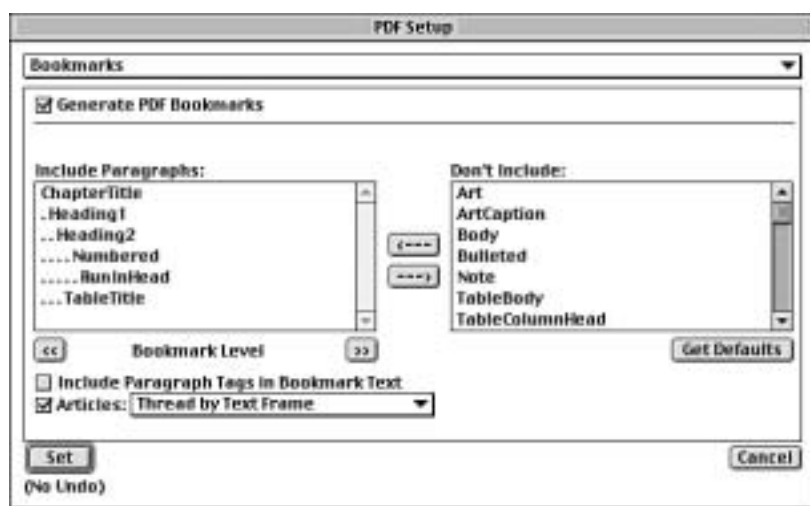 PDF Setup
Bookmarks
Generate PDF Bookmarks
Include Paragraphs:
ChapterTitle
.Heading1
..Heading2
....Numbered
.....RunInHead
...TableTitle
<---
--->
Don't Include:
Art
ArtCaption
Body
Bulleted
Note
TableBody
TableColumnHead
<< Bookmark Level >>
Get Defaults
Include Paragraph Tags in Bookmark Text
Articles: Thread by Text Frame
Set
Cancel
(No Undo)